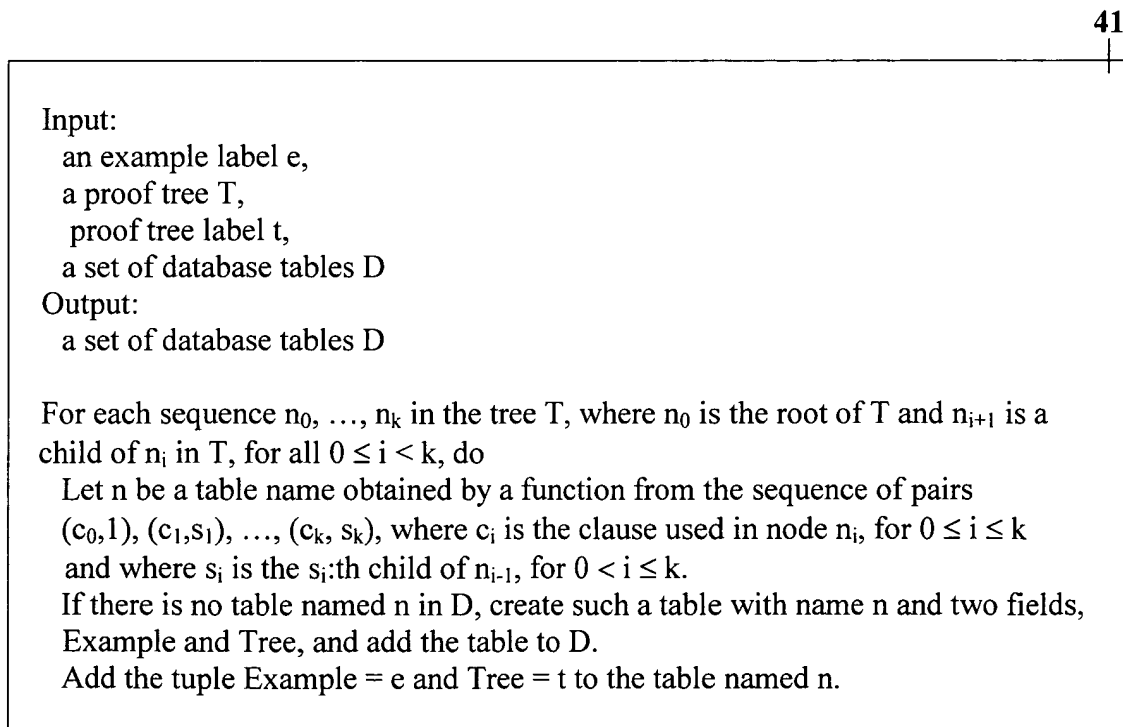 41
Input:
an example label e,
a proof tree T,
proof tree label t,
a set of database tables D
Output:
a set of database tables D
For each sequence n₀, …, nₖ in the tree T, where n₀ is the root of T and nᵢ₊₁ is a
child of nᵢ in T, for all 0 ≤ i < k, do
Let n be a table name obtained by a function from the sequence of pairs
(c₀,1), (c₁,s₁), …, (cₖ, sₖ), where cᵢ is the clause used in node nᵢ, for 0 ≤ i ≤ k
and where sᵢ is the sᵢ:th child of nᵢ₋₁, for 0 < i ≤ k.
If there is no table named n in D, create such a table with name n and two fields,
Example and Tree, and add the table to D.
Add the tuple Example = e and Tree = t to the table named n.